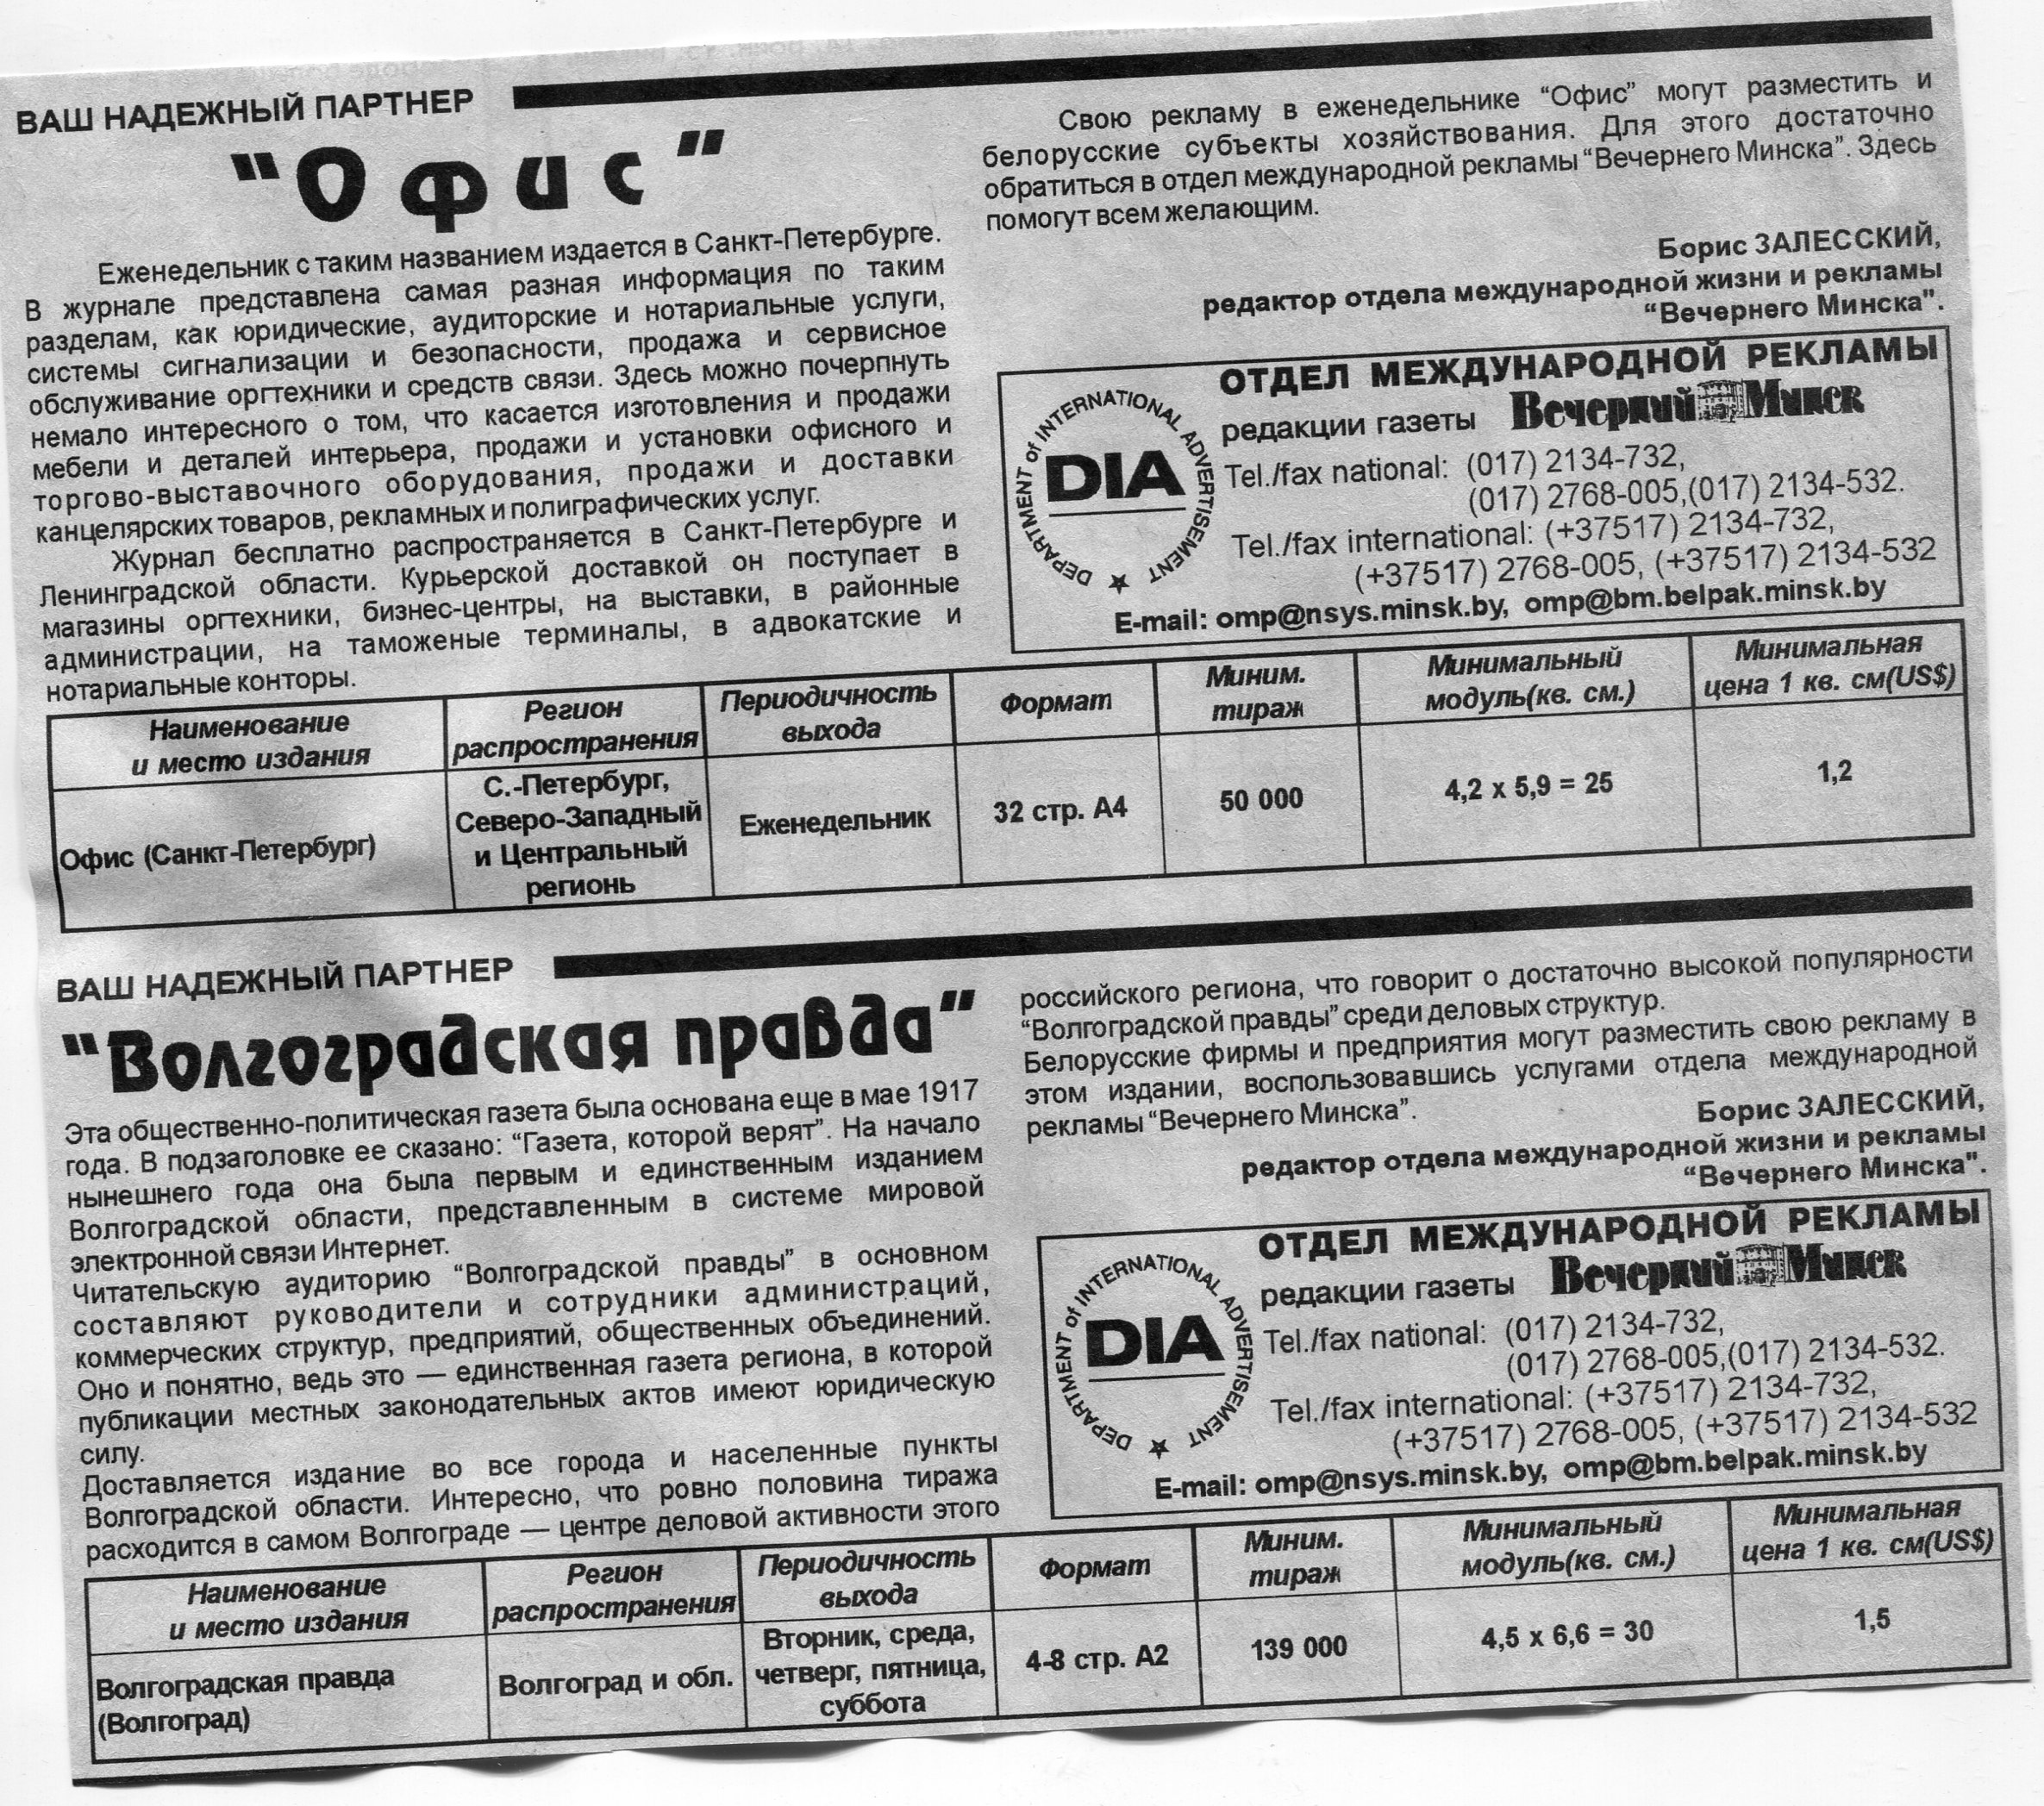 ВАШ НАДЕЖНЫЙ ПАРТНЕР
"Офис"
Еженедельник с таким названием издается в Санкт-Петербурге.
В журнале представлена самая разная информация по таким
разделам, как юридические, аудиторские и нотариальные услуги,
системы сигнализации и безопасности, продажа и сервисное
обслуживание оргтехники и средств связи. Здесь можно почерпнуть
немало интересного о том, что касается изготовления и продажи
мебели и деталей интерьера, продажи и установки офисного и
торгово-выставочного оборудования, продажи и доставки
канцелярских товаров, рекламных и полиграфических услуг.
Журнал бесплатно распространяется в Санкт-Петербурге и
Ленинградской области. Курьерской доставкой он поступает в
магазины оргтехники, бизнес-центры, на выставки, в районные
администрации, на таможеные терминалы, в адвокатские и
нотариальные конторы.
Свою рекламу в еженедельнике "Офис" могут разместить и
белорусские субъекты хозяйствования. Для этого достаточно
обратиться в отдел международной рекламы "Вечернего Минска". Здесь
помогут всем желающим.
Борис ЗАЛЕССКИЙ,
редактор отдела международной жизни и рекламы
"Вечернего Минска".
DEPARTMENT of INTERNATIONAL ADVERTISEMENT
DIA
ОТДЕЛ МЕЖДУНАРОДНОЙ РЕКЛАМЫ
редакции газеты Вечерний Минск
Tel./fax national: (017) 2134-732,
(017) 2768-005,(017) 2134-532.
Tel./fax international: (+37517) 2134-732,
(+37517) 2768-005, (+37517) 2134-532
E-mail: omp@nsys.minsk.by, omp@bm.belpak.minsk.by
Наименование
и место издания
Регион
распространения
Периодичность
выхода
Формат
Миним.
тираж
Минимальный
модуль(кв. см.)
Минимальная
цена 1 кв. см(US$)
Офис (Санкт-Петербург)
С.-Петербург,
Северо-Западный
и Центральный
регионь
Еженедельник
32 стр. А4
50 000
4,2 x 5,9 = 25
1,2
ВАШ НАДЕЖНЫЙ ПАРТНЕР
"Волгоградская правда"
Эта общественно-политическая газета была основана еще в мае 1917
года. В подзаголовке ее сказано: "Газета, которой верят". На начало
нынешнего года она была первым и единственным изданием
Волгоградской области, представленным в системе мировой
электронной связи Интернет.
Читательскую аудиторию "Волгоградской правды" в основном
составляют руководители и сотрудники администраций,
коммерческих структур, предприятий, общественных объединений.
Оно и понятно, ведь это — единственная газета региона, в которой
публикации местных законодательных актов имеют юридическую
силу.
Доставляется издание во все города и населенные пункты
Волгоградской области. Интересно, что ровно половина тиража
расходится в самом Волгограде — центре деловой активности этого
российского региона, что говорит о достаточно высокой популярности
"Волгоградской правды" среди деловых структур.
Белорусские фирмы и предприятия могут разместить свою рекламу в
этом издании, воспользовавшись услугами отдела международной
рекламы "Вечернего Минска".
Борис ЗАЛЕССКИЙ,
редактор отдела международной жизни и рекламы
"Вечернего Минска".
DEPARTMENT of INTERNATIONAL ADVERTISEMENT
DIA
ОТДЕЛ МЕЖДУНАРОДНОЙ РЕКЛАМЫ
редакции газеты Вечерний Минск
Tel./fax national: (017) 2134-732,
(017) 2768-005,(017) 2134-532.
Tel./fax international: (+37517) 2134-732,
(+37517) 2768-005, (+37517) 2134-532
E-mail: omp@nsys.minsk.by, omp@bm.belpak.minsk.by
Наименование
и место издания
Регион
распространения
Периодичность
выхода
Формат
Миним.
тираж
Минимальный
модуль(кв. см.)
Минимальная
цена 1 кв. см(US$)
Волгоградская правда
(Волгоград)
Волгоград и обл.
Вторник, среда,
четверг, пятница,
суббота
4-8 стр. А2
139 000
4,5 x 6,6 = 30
1,5